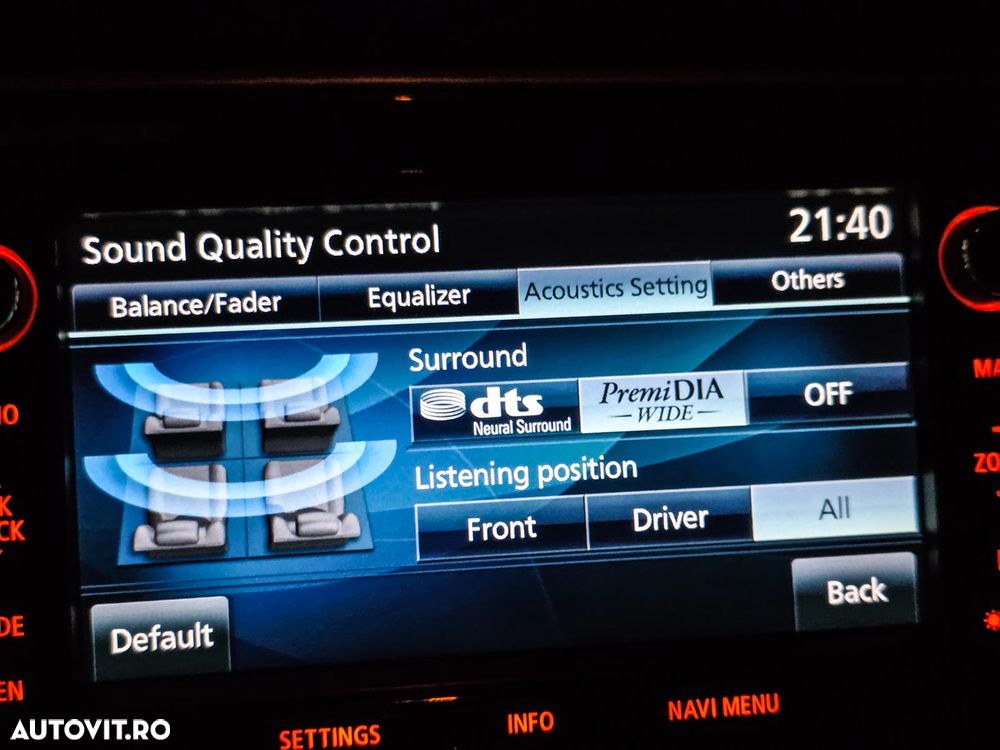 Sound Quality Control 21:40
Balance/Fader Equalizer Acoustics Setting Others
Surround
dts Neural Surround
PremiDIA
WIDE
OFF
Listening position
Front Driver All
Default Back
SETTINGS INFO NAVI MENU
AUTOVIT.RO